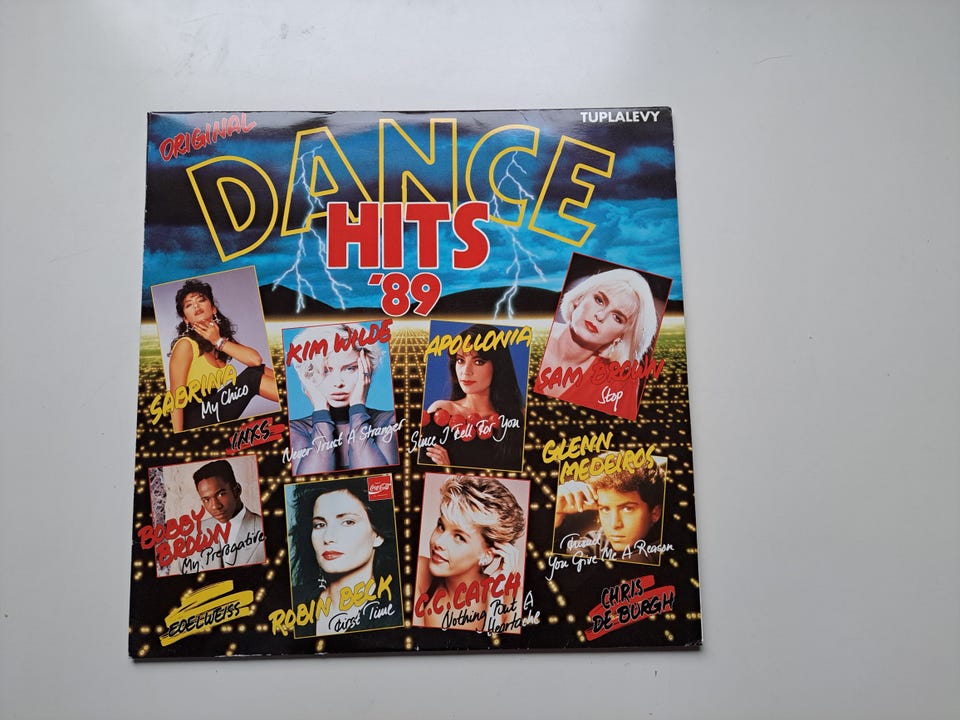 ORIGINAL
TUPLALEVY
DANCE
HITS
'89
SABRINA
My Chico
KIM WILDE
Never Trust A Stranger
APOLLONIA
Since I Fell For You
SAM BROWN
Stop
INXS
BOBBY
BROWN
My Prerogative
Coca-Cola
ROBIN BECK
First Time
C.C. CATCH
Nothing But A
Heartache
GLENN
MEDEIROS
You Give Me A Reason
EDELWEISS
CHRIS
DE BURGH